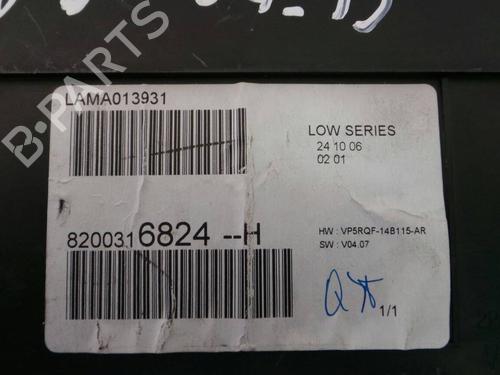 B-PARTS
LAMA013931
LOW SERIES
24 10 06
02 01
8200316824 --H
HW : VP5RQF-14B115-AR
SW : V04.07
1/1